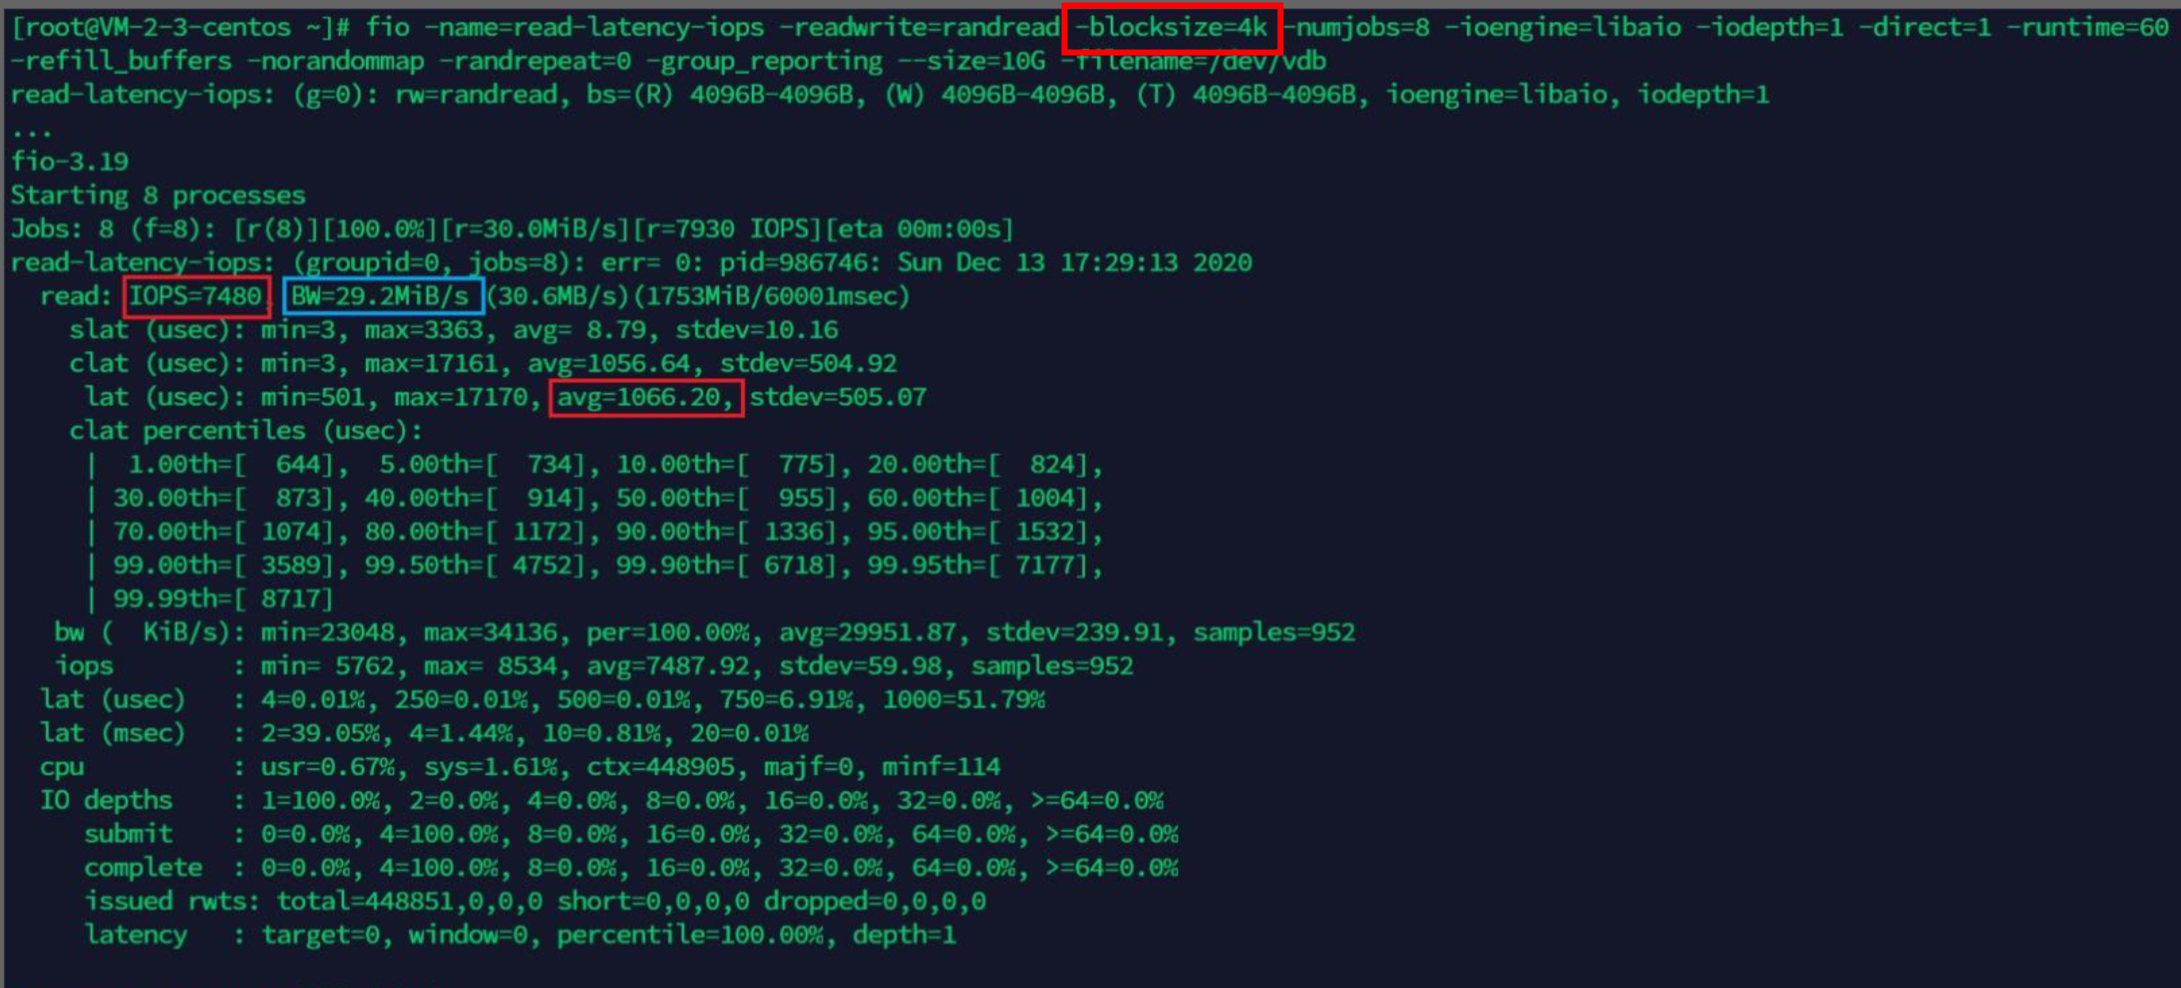 [root@VM-2-3-centos ~]# fio -name=read-latency-iops -readwrite=randread -blocksize=4k -numjobs=8 -ioengine=libaio -iodepth=1 -direct=1 -runtime=60
-refill_buffers -norandommap -randrepeat=0 -group_reporting --size=10G -filename=/dev/vdb
read-latency-iops: (g=0): rw=randread, bs=(R) 4096B-4096B, (W) 4096B-4096B, (T) 4096B-4096B, ioengine=libaio, iodepth=1
...
fio-3.19
Starting 8 processes
Jobs: 8 (f=8): [r(8)][100.0%][r=30.0MiB/s][r=7930 IOPS][eta 00m:00s]
read-latency-iops: (groupid=0, jobs=8): err= 0: pid=986746: Sun Dec 13 17:29:13 2020
read: IOPS=7480, BW=29.2MiB/s (30.6MB/s)(1753MiB/60001msec)
slat (usec): min=3, max=3363, avg= 8.79, stdev=10.16
clat (usec): min=3, max=17161, avg=1056.64, stdev=504.92
lat (usec): min=501, max=17170, avg=1066.20, stdev=505.07
clat percentiles (usec):
| 1.00th=[ 644], 5.00th=[ 734], 10.00th=[ 775], 20.00th=[ 824],
| 30.00th=[ 873], 40.00th=[ 914], 50.00th=[ 955], 60.00th=[ 1004],
| 70.00th=[ 1074], 80.00th=[ 1172], 90.00th=[ 1336], 95.00th=[ 1532],
| 99.00th=[ 3589], 99.50th=[ 4752], 99.90th=[ 6718], 99.95th=[ 7177],
| 99.99th=[ 8717]
bw ( KiB/s): min=23048, max=34136, per=100.00%, avg=29951.87, stdev=239.91, samples=952
iops : min= 5762, max= 8534, avg=7487.92, stdev=59.98, samples=952
lat (usec) : 4=0.01%, 250=0.01%, 500=0.01%, 750=6.91%, 1000=51.79%
lat (msec) : 2=39.05%, 4=1.44%, 10=0.81%, 20=0.01%
cpu : usr=0.67%, sys=1.61%, ctx=448905, majf=0, minf=114
IO depths : 1=100.0%, 2=0.0%, 4=0.0%, 8=0.0%, 16=0.0%, 32=0.0%, >=64=0.0%
submit : 0=0.0%, 4=100.0%, 8=0.0%, 16=0.0%, 32=0.0%, 64=0.0%, >=64=0.0%
complete : 0=0.0%, 4=100.0%, 8=0.0%, 16=0.0%, 32=0.0%, 64=0.0%, >=64=0.0%
issued rwts: total=448851,0,0,0 short=0,0,0,0 dropped=0,0,0,0
latency : target=0, window=0, percentile=100.00%, depth=1